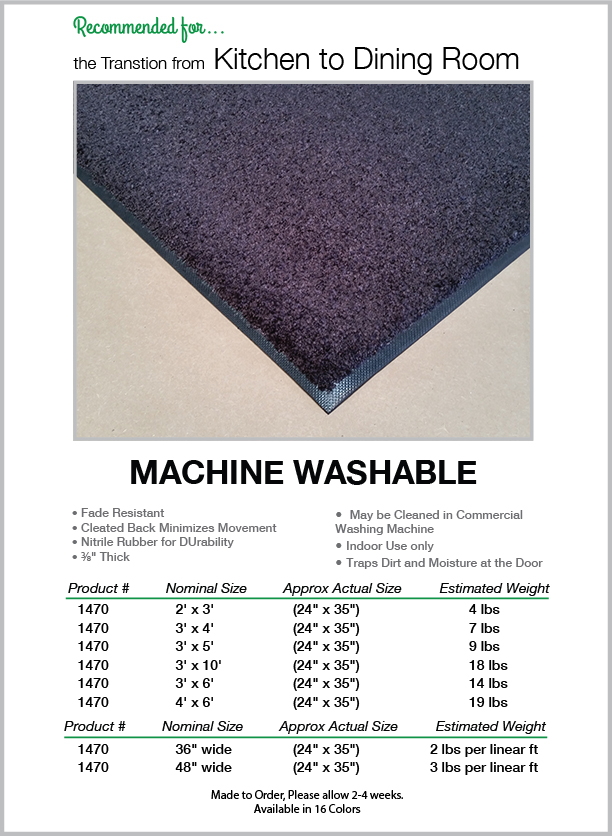 Recommended for...
the Transtion from Kitchen to Dining Room
MACHINE WASHABLE
• Fade Resistant
• Cleated Back Minimizes Movement
• Nitrile Rubber for DUrability
• ⅜" Thick
• May be Cleaned in Commercial
Washing Machine
• Indoor Use only
• Traps Dirt and Moisture at the Door
Product # Nominal Size Approx Actual Size Estimated Weight
1470 2' x 3' (24" x 35") 4 lbs
1470 3' x 4' (24" x 35") 7 lbs
1470 3' x 5' (24" x 35") 9 lbs
1470 3' x 10' (24" x 35") 18 lbs
1470 3' x 6' (24" x 35") 14 lbs
1470 4' x 6' (24" x 35") 19 lbs
Product # Nominal Size Approx Actual Size Estimated Weight
1470 36" wide (24" x 35") 2 lbs per linear ft
1470 48" wide (24" x 35") 3 lbs per linear ft
Made to Order, Please allow 2-4 weeks.
Available in 16 Colors